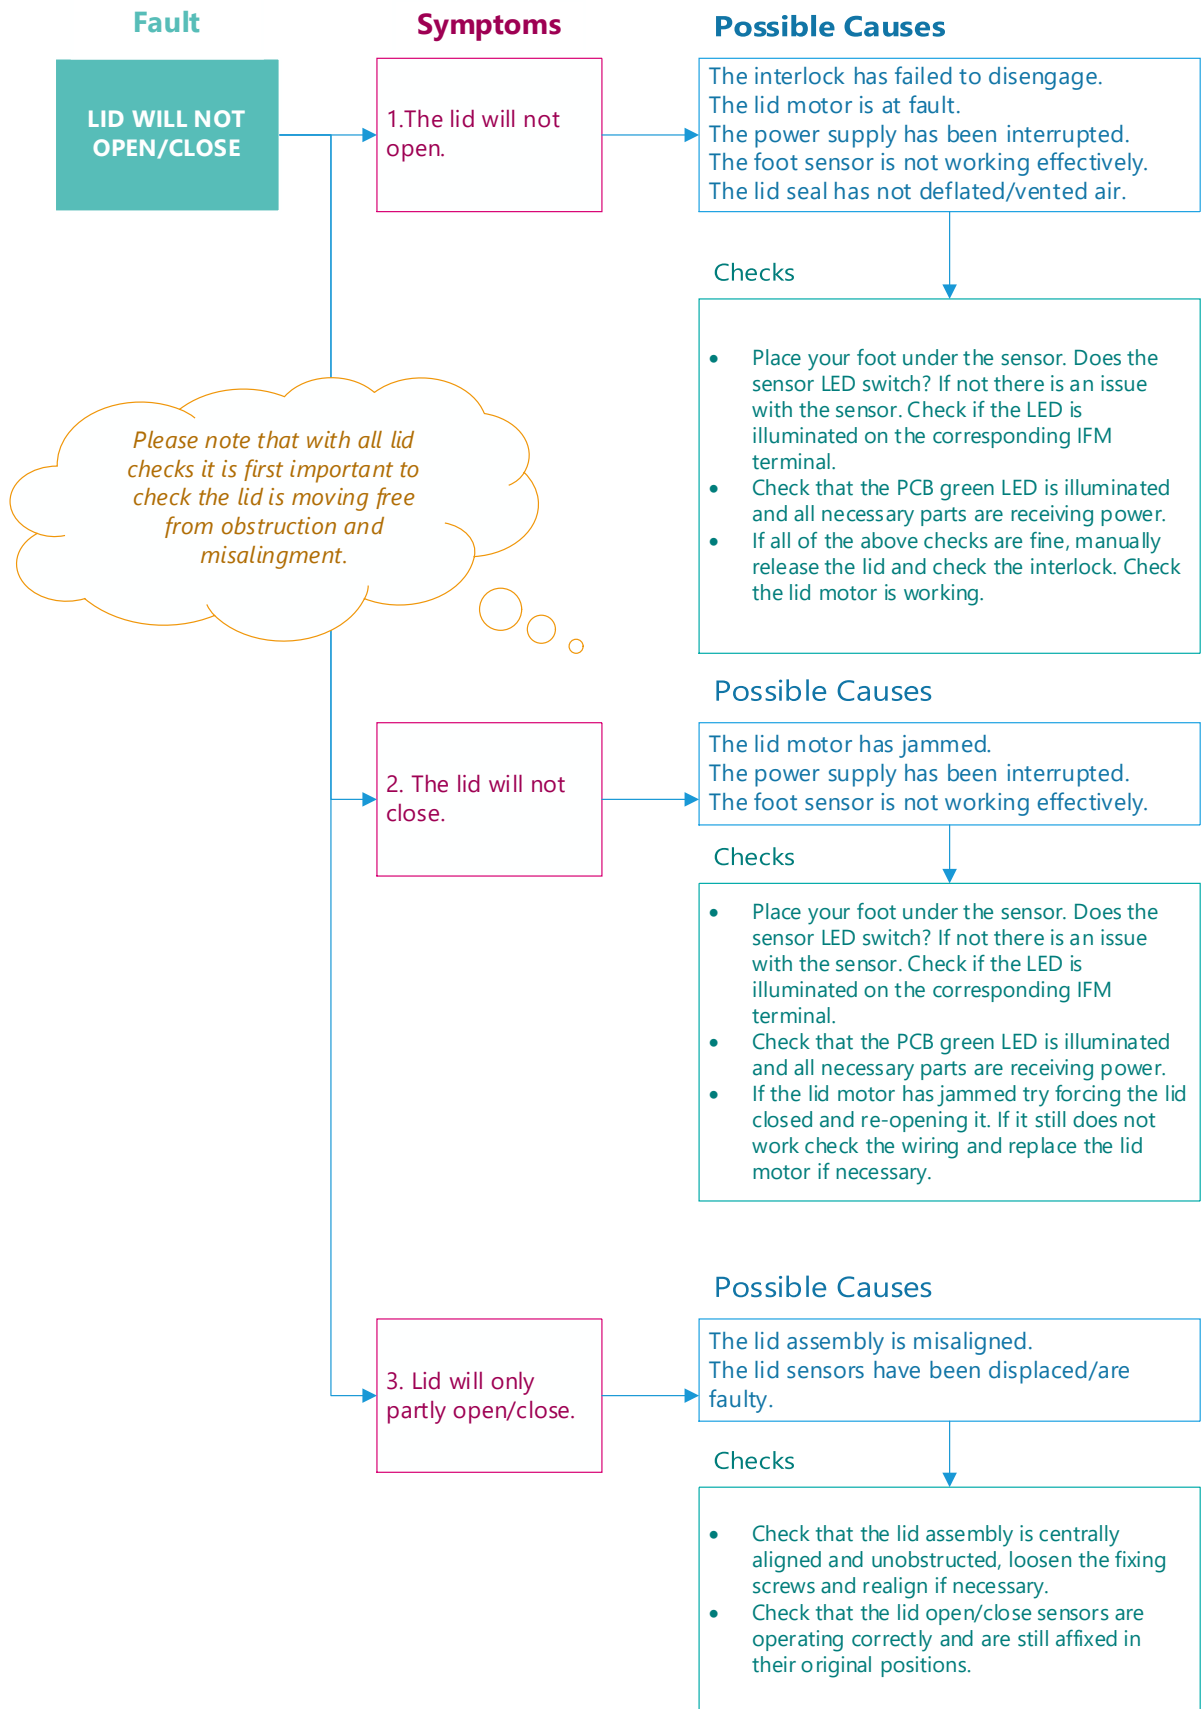 Fault
Symptoms
Possible Causes
LID WILL NOT
OPEN/CLOSE
1.The lid will not
open.
The interlock has failed to disengage.
The lid motor is at fault.
The power supply has been interrupted.
The foot sensor is not working effectively.
The lid seal has not deflated/vented air.
Checks
• Place your foot under the sensor. Does the
sensor LED switch? If not there is an issue
with the sensor. Check if the LED is
illuminated on the corresponding IFM
terminal.
• Check that the PCB green LED is illuminated
and all necessary parts are receiving power.
• If all of the above checks are fine, manually
release the lid and check the interlock. Check
the lid motor is working.
Please note that with all lid
checks it is first important to
check the lid is moving free
from obstruction and
misalingment.
Possible Causes
2. The lid will not
close.
The lid motor has jammed.
The power supply has been interrupted.
The foot sensor is not working effectively.
Checks
• Place your foot under the sensor. Does the
sensor LED switch? If not there is an issue
with the sensor. Check if the LED is
illuminated on the corresponding IFM
terminal.
• Check that the PCB green LED is illuminated
and all necessary parts are receiving power.
• If the lid motor has jammed try forcing the lid
closed and re-opening it. If it still does not
work check the wiring and replace the lid
motor if necessary.
Possible Causes
3. Lid will only
partly open/close.
The lid assembly is misaligned.
The lid sensors have been displaced/are
faulty.
Checks
• Check that the lid assembly is centrally
aligned and unobstructed, loosen the fixing
screws and realign if necessary.
• Check that the lid open/close sensors are
operating correctly and are still affixed in
their original positions.